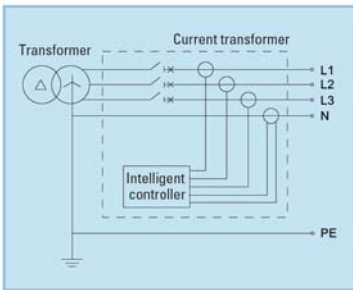 Current transformer
Transformer
L1
L2
L3
N
Intelligent
controller
PE